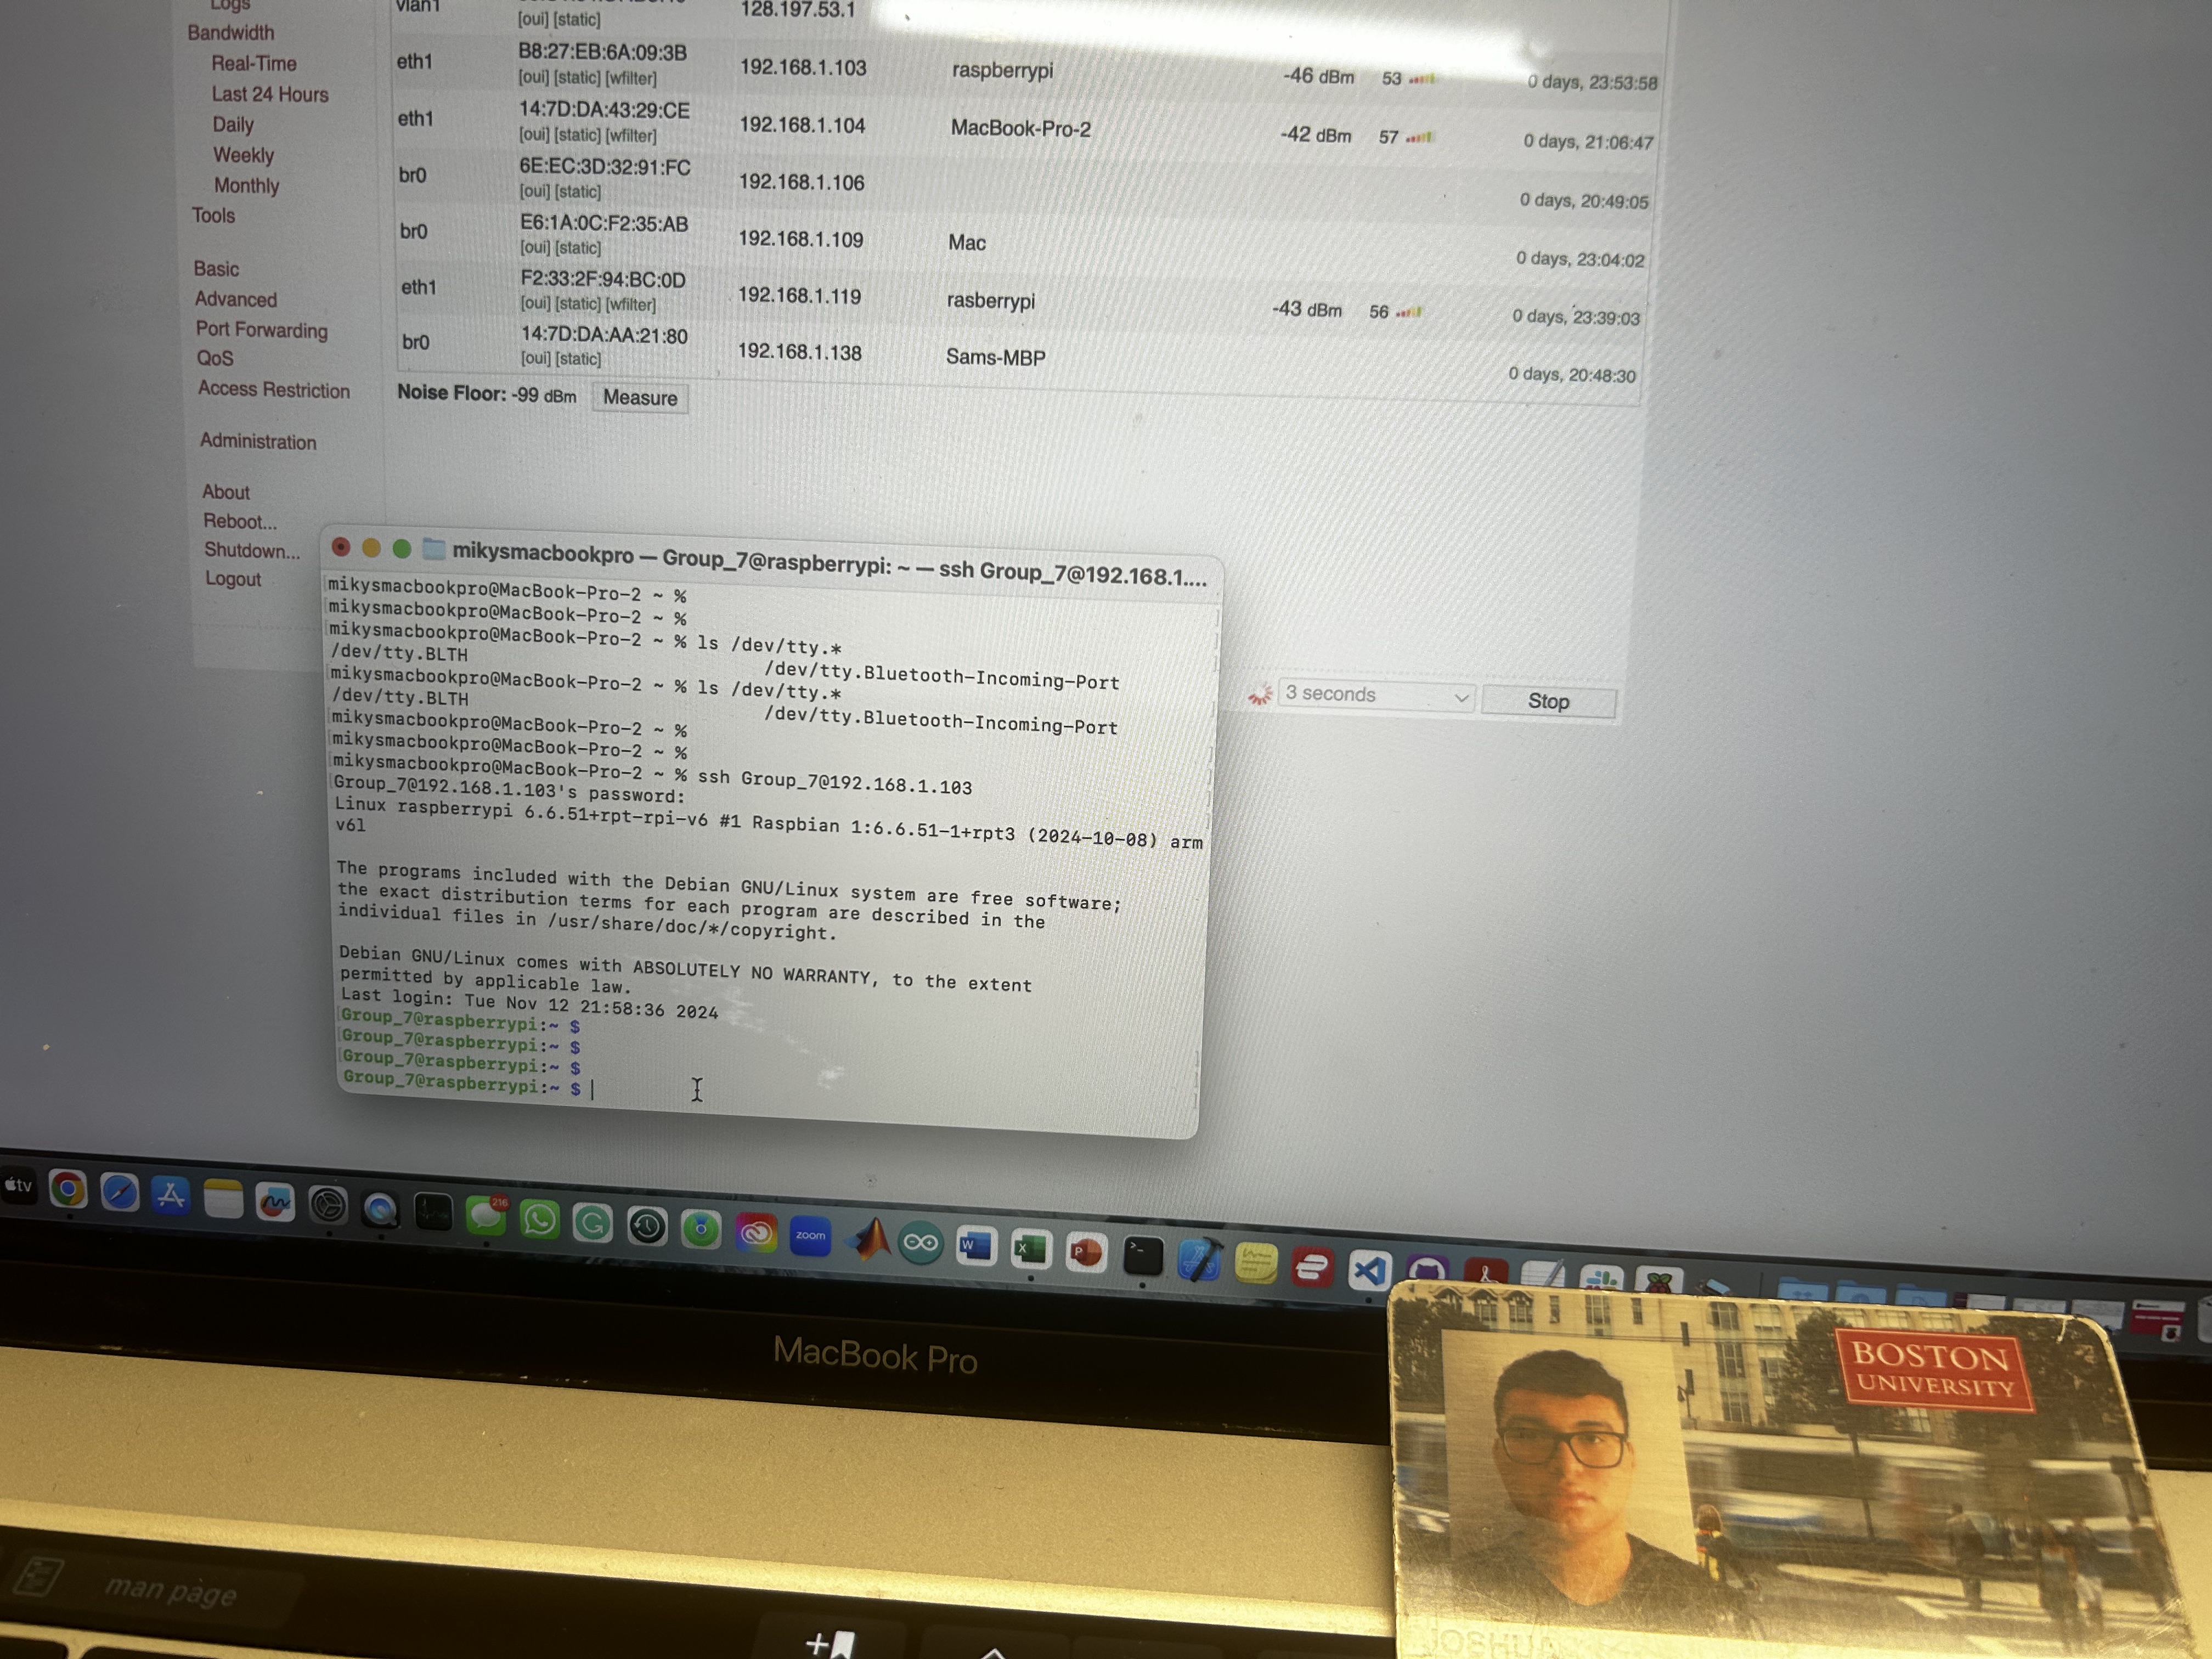 Logs
Bandwidth
Real-Time
Last 24 Hours
Daily
Weekly
Monthly
Tools
Basic
Advanced
Port Forwarding
QoS
Access Restriction
Administration
About
Reboot...
Shutdown...
Logout
vlan1
[oui] [static] 128.197.53.1
eth1 B8:27:EB:6A:09:3B 192.168.1.103 raspberrypi -46 dBm 53 0 days, 23:53:58
[oui] [static] [wfilter]
eth1 14:7D:DA:43:29:CE 192.168.1.104 MacBook-Pro-2 -42 dBm 57 0 days, 21:06:47
[oui] [static] [wfilter]
br0 6E:EC:3D:32:91:FC 192.168.1.106 0 days, 20:49:05
[oui] [static]
br0 E6:1A:0C:F2:35:AB 192.168.1.109 Mac 0 days, 23:04:02
[oui] [static]
eth1 F2:33:2F:94:BC:0D 192.168.1.119 rasberrypi -43 dBm 56 0 days, 23:39:03
[oui] [static] [wfilter]
br0 14:7D:DA:AA:21:80 192.168.1.138 Sams-MBP 0 days, 20:48:30
[oui] [static]
Noise Floor: -99 dBm Measure
3 seconds Stop
mikysmacbookpro — Group_7@raspberrypi: ~ — ssh Group_7@192.168.1....
mikysmacbookpro@MacBook-Pro-2 ~ %
mikysmacbookpro@MacBook-Pro-2 ~ %
mikysmacbookpro@MacBook-Pro-2 ~ % ls /dev/tty.*
/dev/tty.BLTH /dev/tty.Bluetooth-Incoming-Port
mikysmacbookpro@MacBook-Pro-2 ~ % ls /dev/tty.*
/dev/tty.BLTH /dev/tty.Bluetooth-Incoming-Port
mikysmacbookpro@MacBook-Pro-2 ~ %
mikysmacbookpro@MacBook-Pro-2 ~ %
mikysmacbookpro@MacBook-Pro-2 ~ % ssh Group_7@192.168.1.103
Group_7@192.168.1.103's password:
Linux raspberrypi 6.6.51+rpt-rpi-v6 #1 Raspbian 1:6.6.51-1+rpt3 (2024-10-08) arm
v6l
The programs included with the Debian GNU/Linux system are free software;
the exact distribution terms for each program are described in the
individual files in /usr/share/doc/*/copyright.
Debian GNU/Linux comes with ABSOLUTELY NO WARRANTY, to the extent
permitted by applicable law.
Last login: Tue Nov 12 21:58:36 2024
Group_7@raspberrypi:~ $
Group_7@raspberrypi:~ $
Group_7@raspberrypi:~ $
Group_7@raspberrypi:~ $
tv
216
zoom
W
X
P
MacBook Pro
BOSTON
UNIVERSITY
JOSHUA
man page